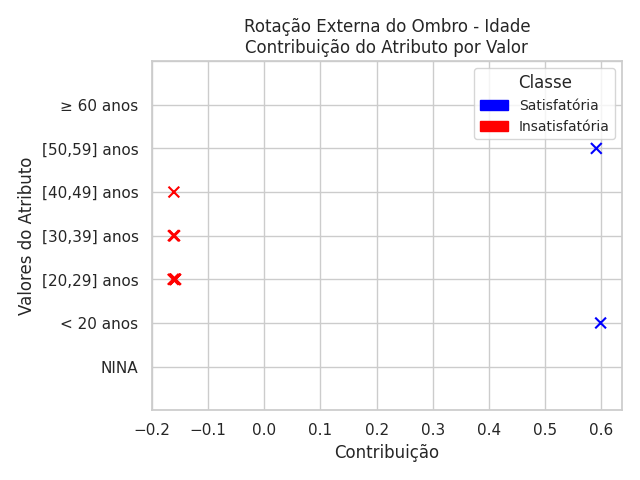 Rotação Externa do Ombro - Idade
Contribuição do Atributo por Valor
Classe
Satisfatória
Insatisfatória
Valores do Atributo
≥ 60 anos
[50,59] anos
[40,49] anos
[30,39] anos
[20,29] anos
< 20 anos
NINA
−0.2 −0.1 0.0 0.1 0.2 0.3 0.4 0.5 0.6
Contribuição